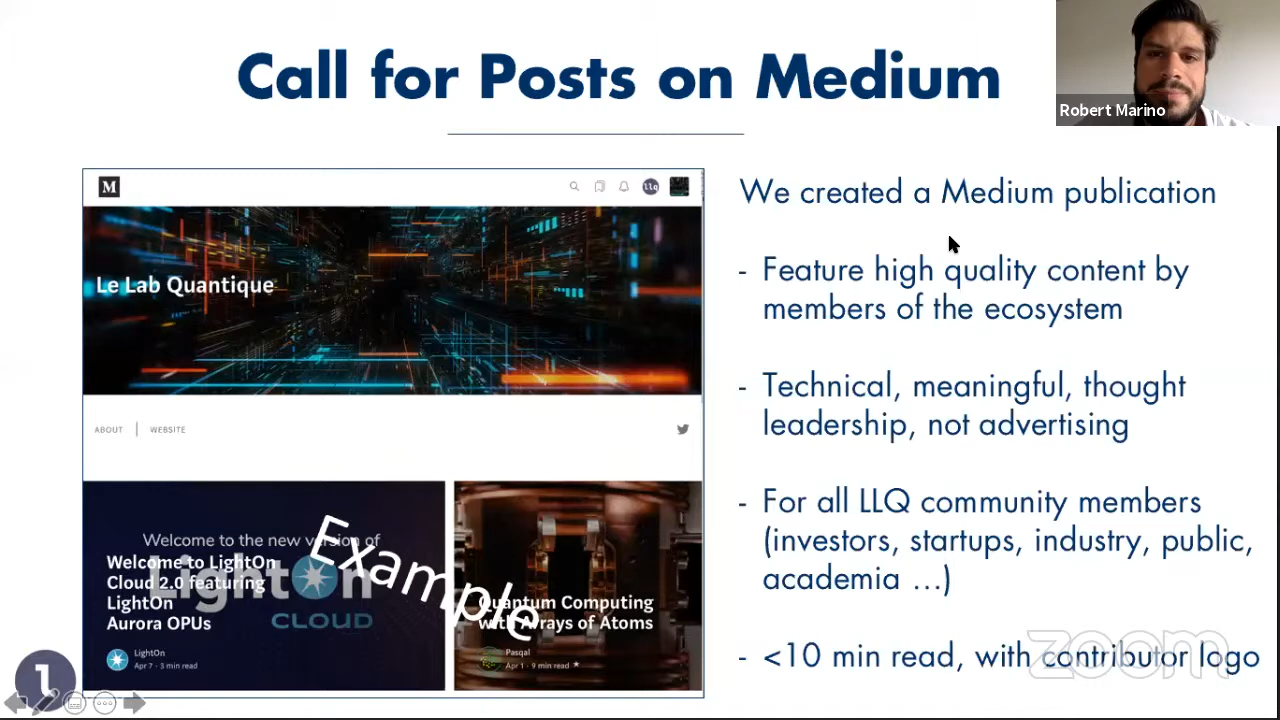 Call for Posts on Medium
Robert Marino
M
llq
Le Lab Quantique
ABOUT | WEBSITE
Welcome to the new version of
LightOn
CLOUD
Welcome to LightOn
Cloud 2.0 featuring
LightOn
Aurora OPUs
LightOn
Apr 7 · 3 min read
Quantum Computing
with Arrays of Atoms
Pasqal
Apr 1 · 9 min read ★
Example
We created a Medium publication
- Feature high quality content by
members of the ecosystem
- Technical, meaningful, thought
leadership, not advertising
- For all LLQ community members
(investors, startups, industry, public,
academia ...)
- <10 min read, with contributor logo
zoom
1